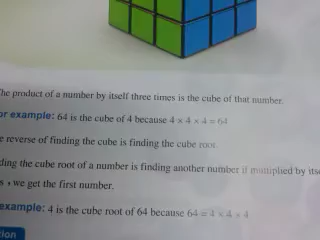 The product of a number by itself three times is the cube of that number.
or example: 64 is the cube of 4 because 4 × 4 × 4 = 64
e reverse of finding the cube is finding the cube root.
ding the cube root of a number is finding another number if multiplied by itse
s , we get the first number.
example: 4 is the cube root of 64 because 64 = 4 × 4 × 4
tion